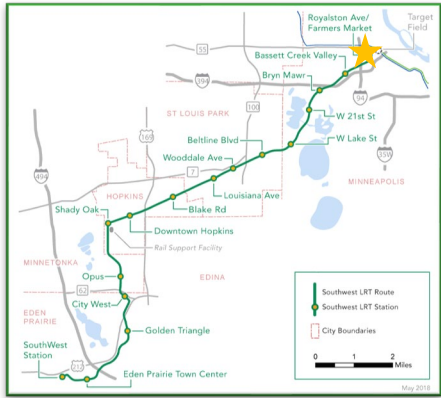 Royalston Ave/
Farmers Market
Target
Field
Bassett Creek Valley
55
394
Bryn Mawr
94
100
ST LOUIS PARK
W 21st St
169
Beltline Blvd
W Lake St
35W
Wooddale Ave
7
494
MINNEAPOLIS
HOPKINS
Louisiana Ave
Blake Rd
Shady Oak
Downtown Hopkins
Rail Support Facility
MINNETONKA
EDINA
Opus
62
City West
EDEN
PRAIRIE
Golden Triangle
SouthWest
Station
212
Eden Prairie Town Center
Southwest LRT Route
Southwest LRT Station
City Boundaries
0 1 2
Miles
May 2018